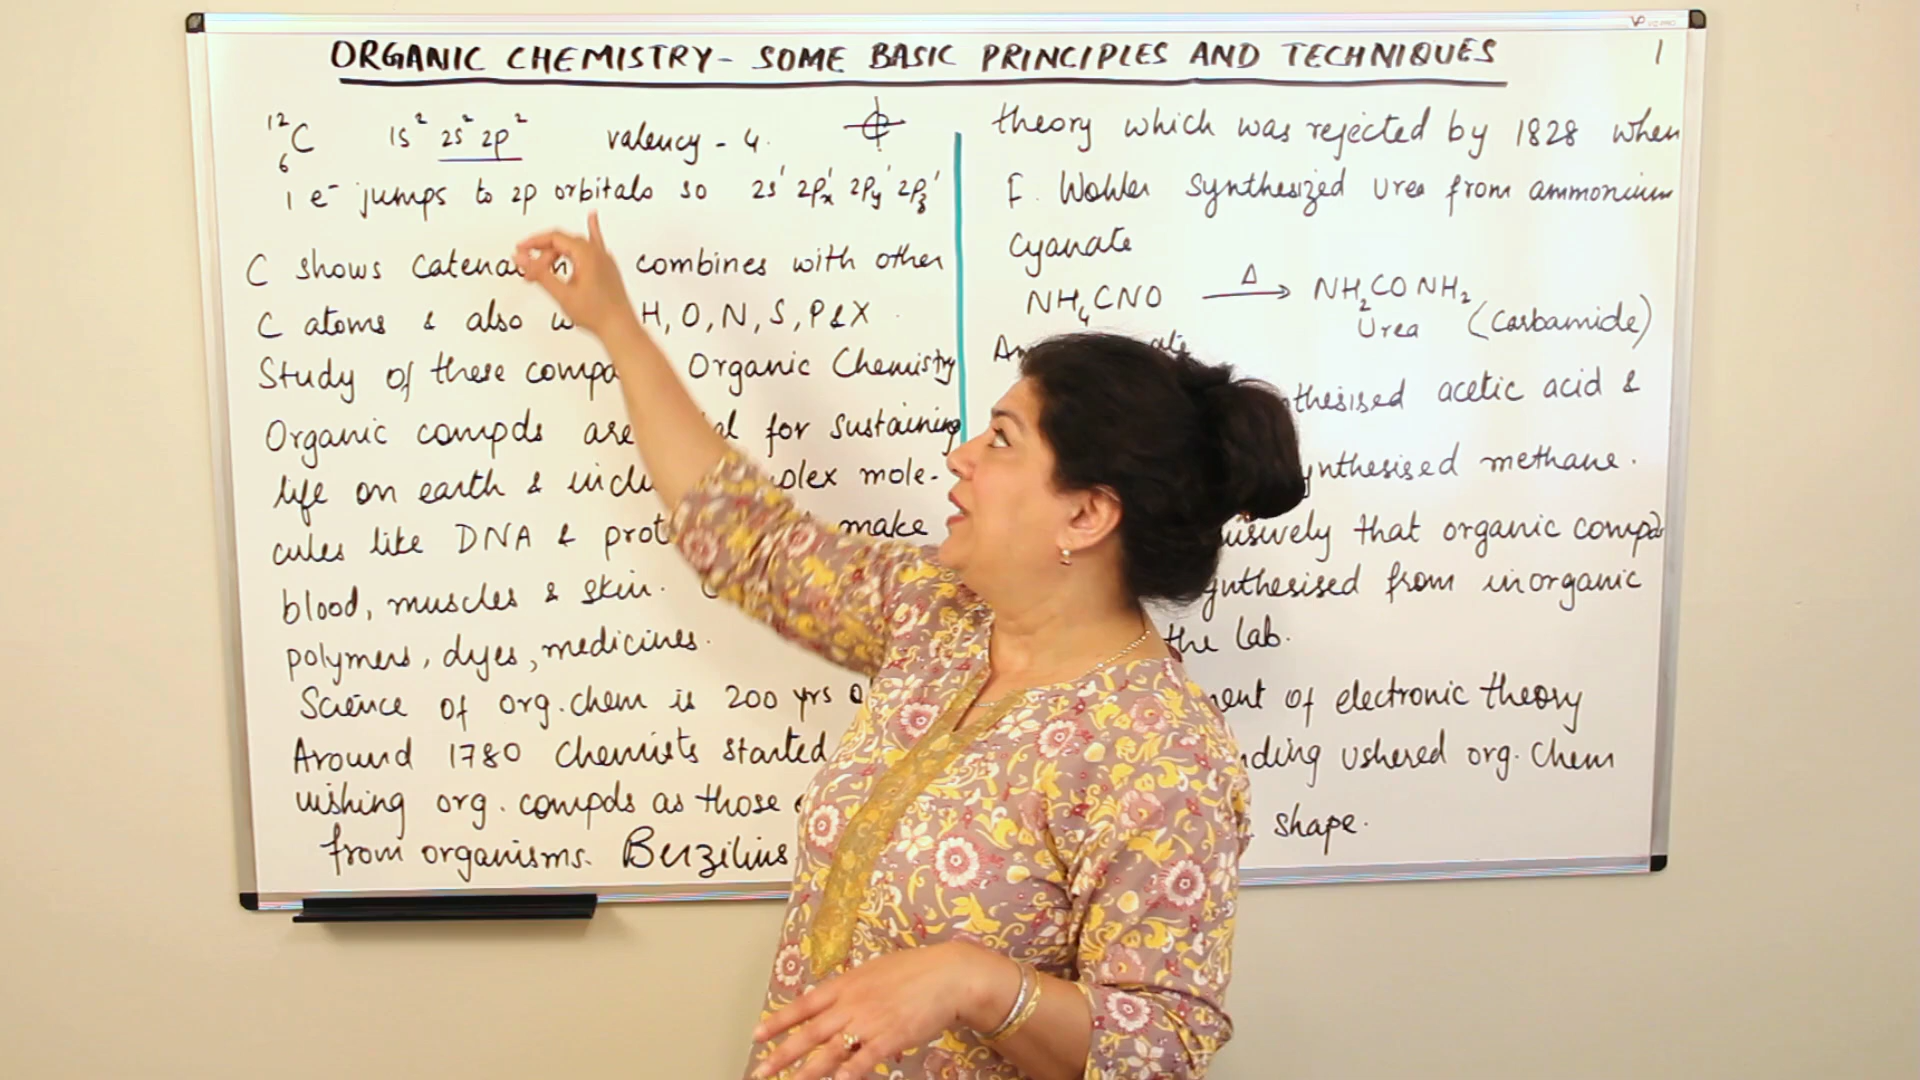 ORGANIC CHEMISTRY - SOME BASIC PRINCIPLES AND TECHNIQUES
1
12 6 C 1s² 2s² 2p² valency - 4.
1 e⁻ jumps to 2p orbitals so 2s¹ 2px¹ 2py¹ 2pz¹
C shows combines with other
C atoms & also H, O, N, S, P & X
Study of these Organic Chemistry
Organic compds are for sustaining
life on earth & mole-
cules like DNA & make
blood, muscles & skin.
polymers, dyes, medicines.
Science of org. chem is 200 yrs
Around 1780 chemists started
uishing org. compds as those
from organisms. Berzilius
theory which was rejected by 1828 when
F. Wohler synthesized urea from ammonium
cyanate
NH₄CNO Δ → NH₂CONH₂
Urea (Carbamide)
thesised acetic acid &
ynthesised methane.
usively that organic compds
ynthesised from inorganic
the lab.
of electronic theory
ushered org. chem
shape.